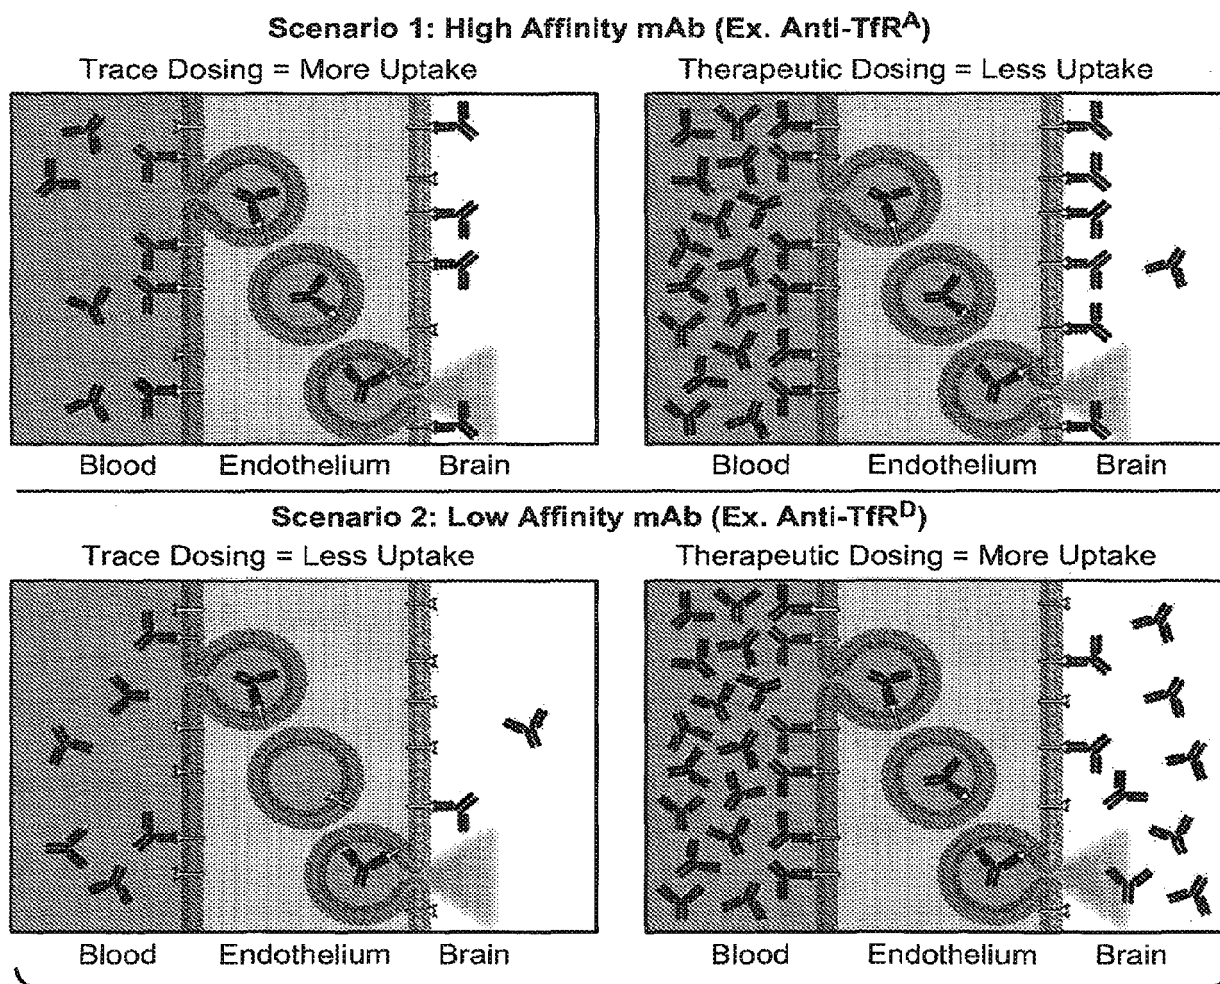 Scenario 1: High Affinity mAb (Ex. Anti-TfRᴬ)
Trace Dosing = More Uptake
Therapeutic Dosing = Less Uptake
Blood Endothelium Brain
Blood Endothelium Brain
Scenario 2: Low Affinity mAb (Ex. Anti-TfRᴰ)
Trace Dosing = Less Uptake
Therapeutic Dosing = More Uptake
Blood Endothelium Brain
Blood Endothelium Brain